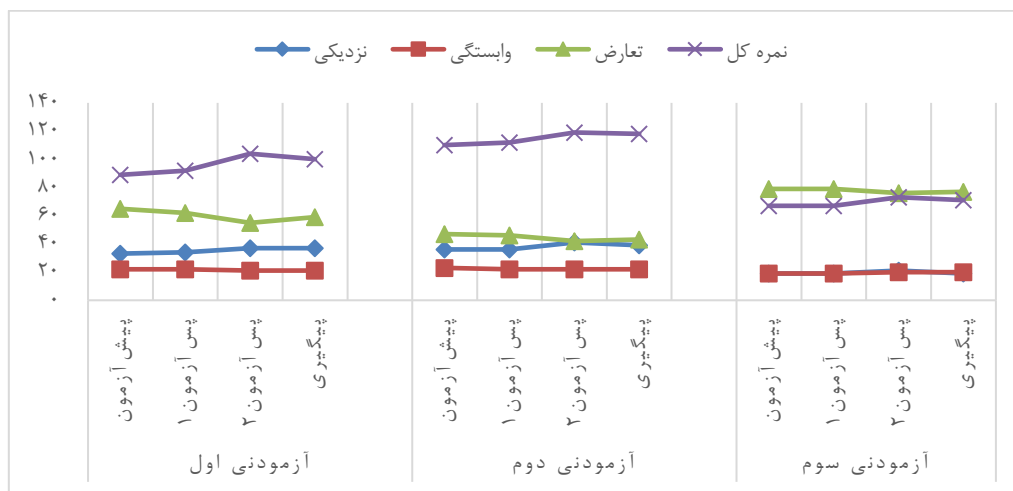 نزدیکی وابستگی تعارض نمره کل
۱۴۰
۱۲۰
۱۰۰
۸۰
۶۰
۴۰
۲۰
۰
پیش آزمون
پس آزمون ۱
پس آزمون ۲
پیگیری
پیش آزمون
پس آزمون ۱
پس آزمون ۲
پیگیری
پیش آزمون
پس آزمون ۱
پس آزمون ۲
پیگیری
آزمودنی اول
آزمودنی دوم
آزمودنی سوم